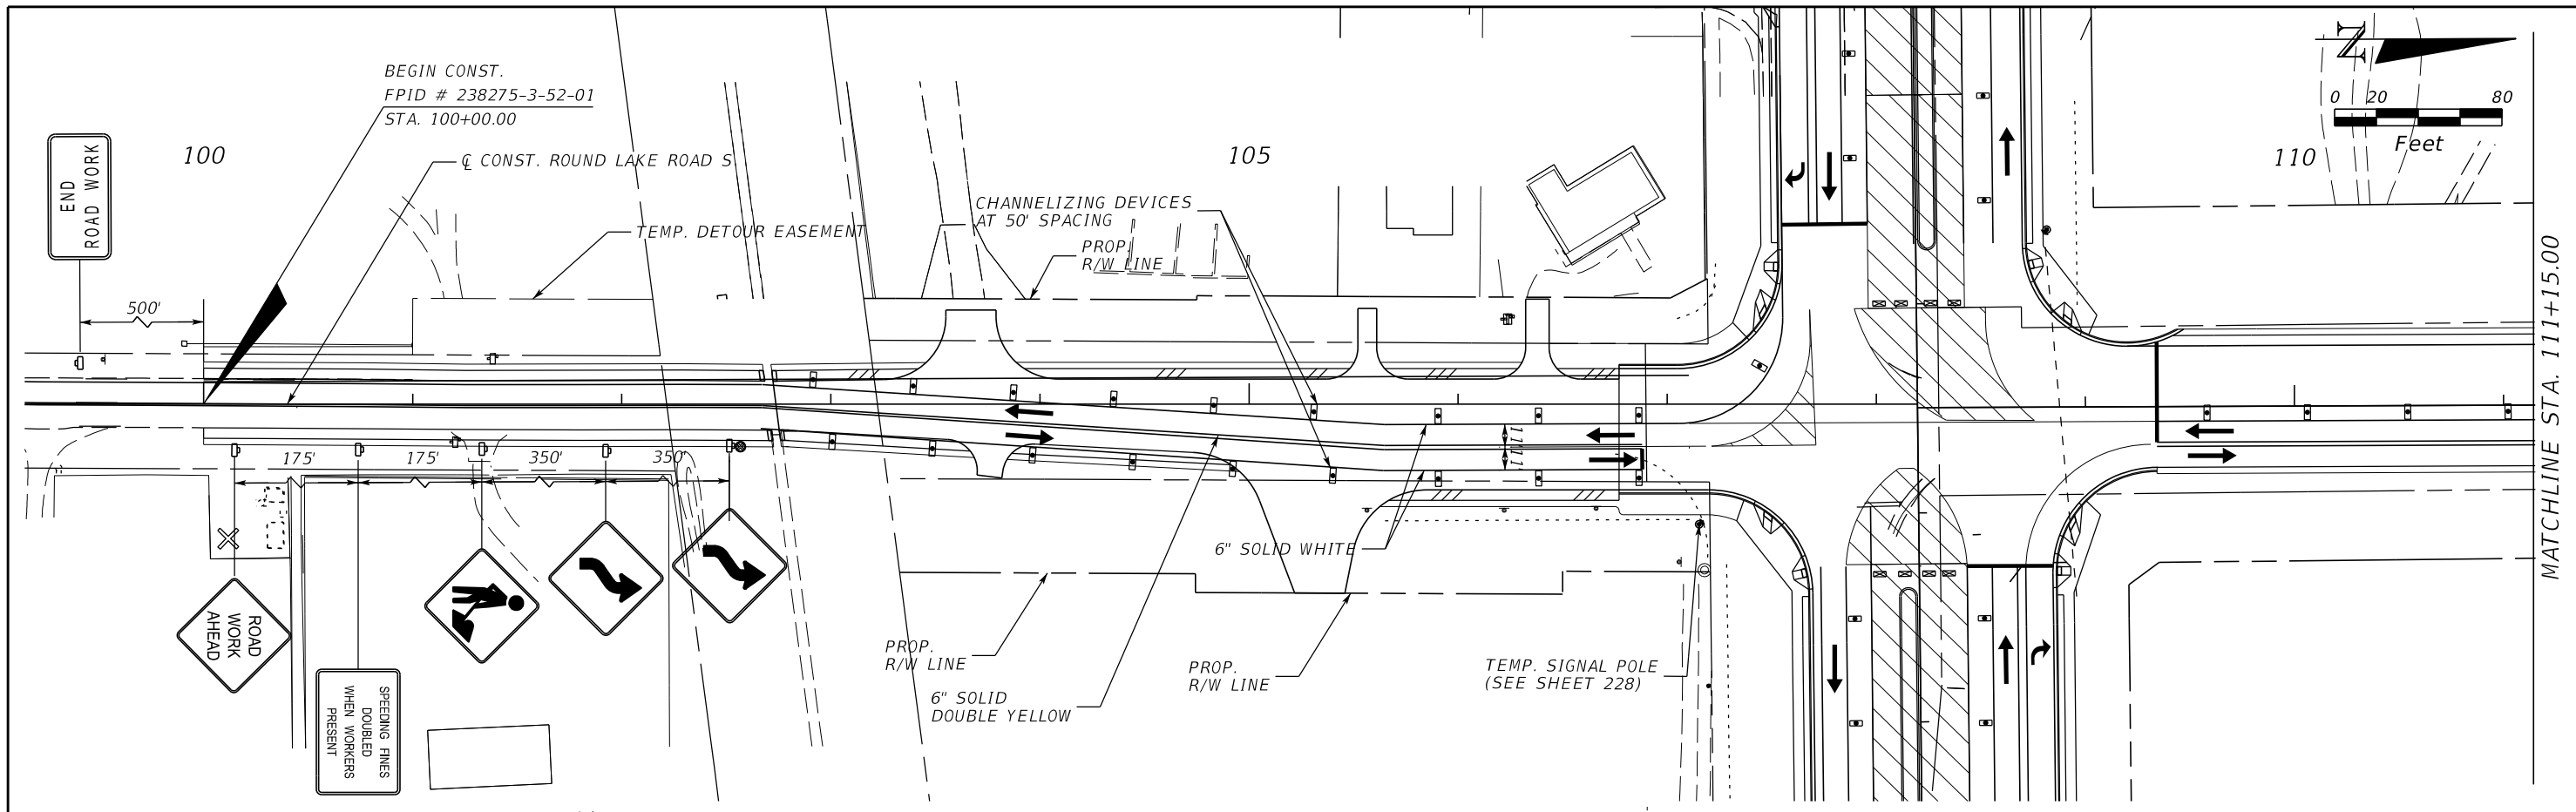 BEGIN CONST.
FPID # 238275-3-52-01
STA. 100+00.00
N
0 20 80
Feet
100
105
110
℄ CONST. ROUND LAKE ROAD S
END
ROAD WORK
CHANNELIZING DEVICES
AT 50' SPACING
TEMP. DETOUR EASEMENT
PROP.
R/W LINE
500'
MATCHLINE STA. 111+15.00
11'
11'
175'
175'
350'
350'
6" SOLID WHITE
ROAD
WORK
AHEAD
SPEEDING FINES
DOUBLED
WHEN WORKERS
PRESENT
PROP.
R/W LINE
6" SOLID
DOUBLE YELLOW
PROP.
R/W LINE
TEMP. SIGNAL POLE
(SEE SHEET 228)